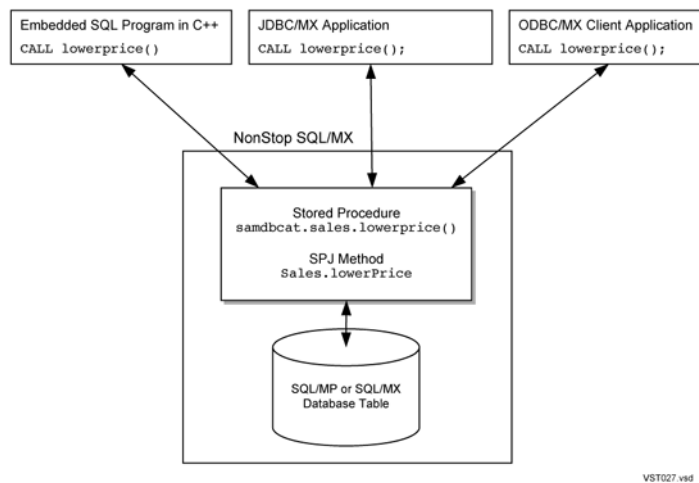 Embedded SQL Program in C++
CALL lowerprice()
JDBC/MX Application
CALL lowerprice();
ODBC/MX Client Application
CALL lowerprice();
NonStop SQL/MX
Stored Procedure
samdbcat.sales.lowerprice()
SPJ Method
Sales.lowerPrice
SQL/MP or SQL/MX
Database Table
VST027.vsd